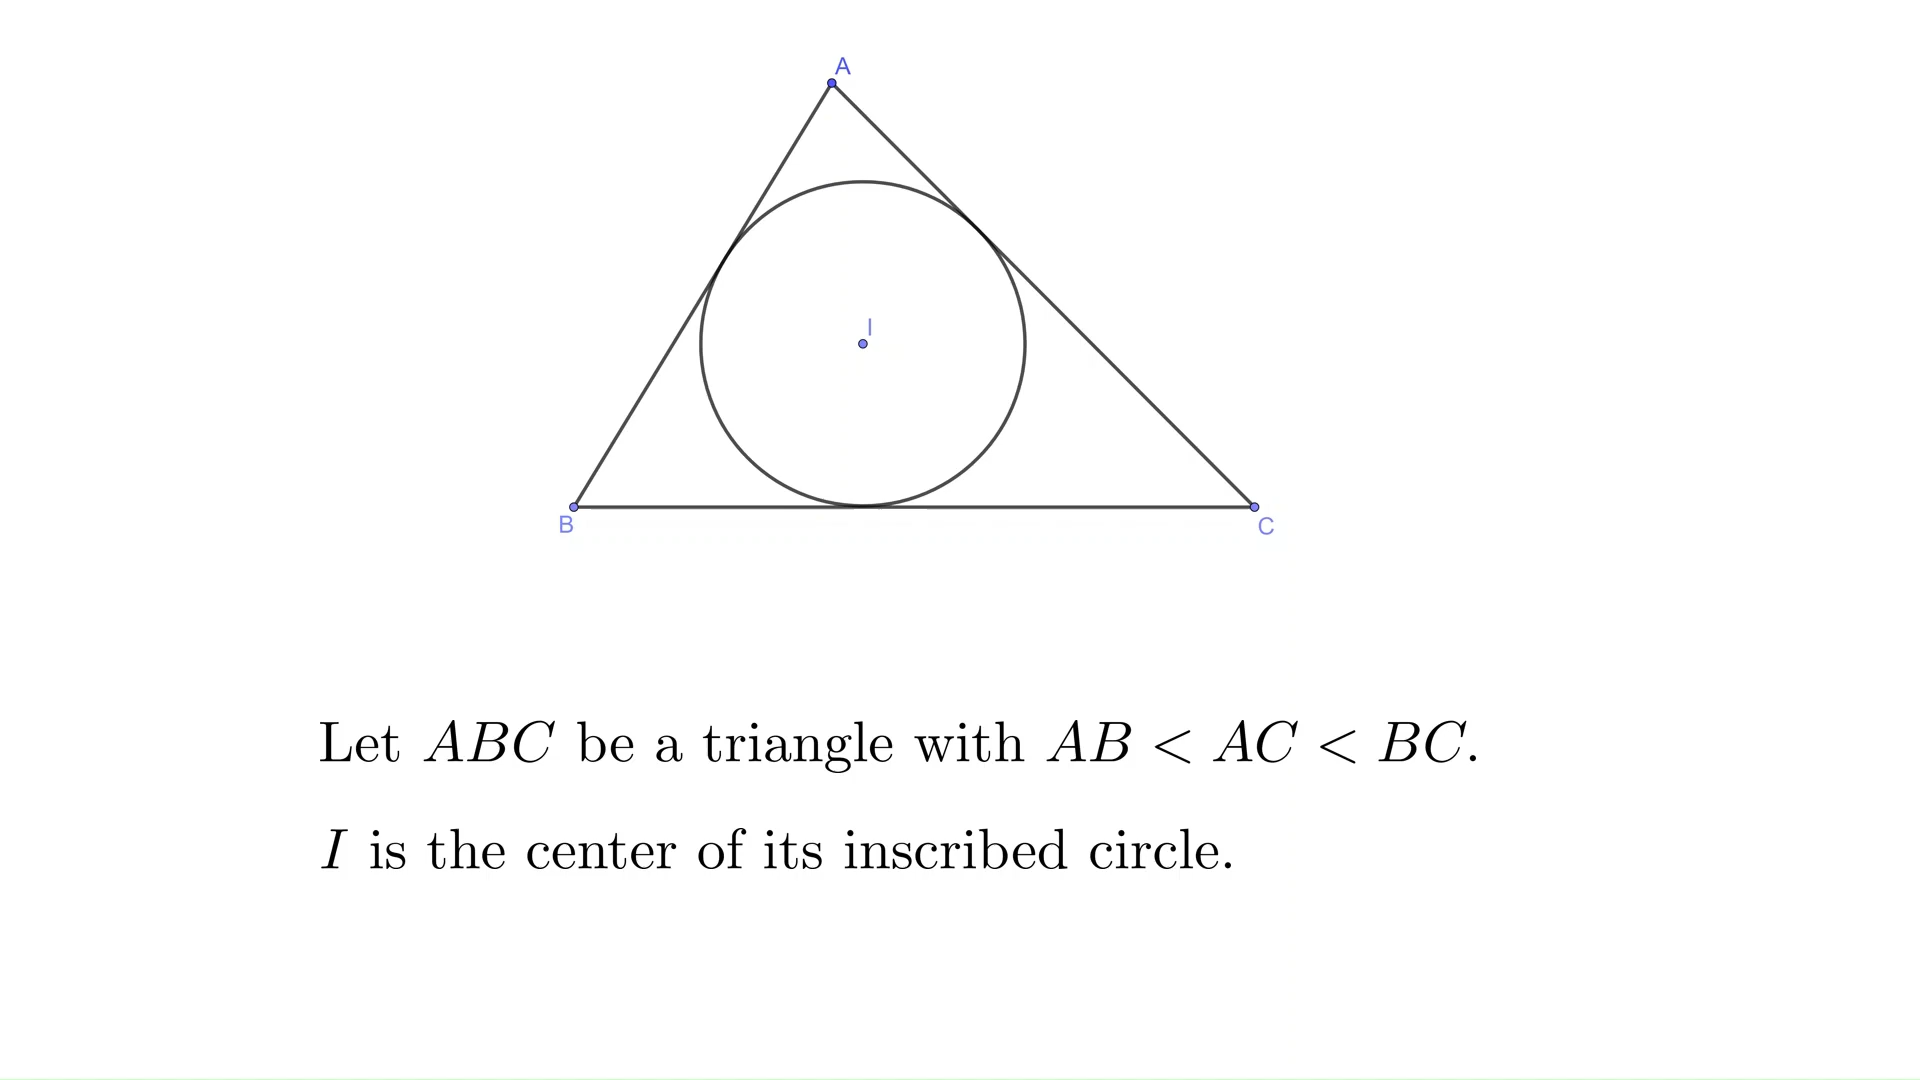 A
I
B
C
Let ABC be a triangle with AB < AC < BC.
I is the center of its inscribed circle.